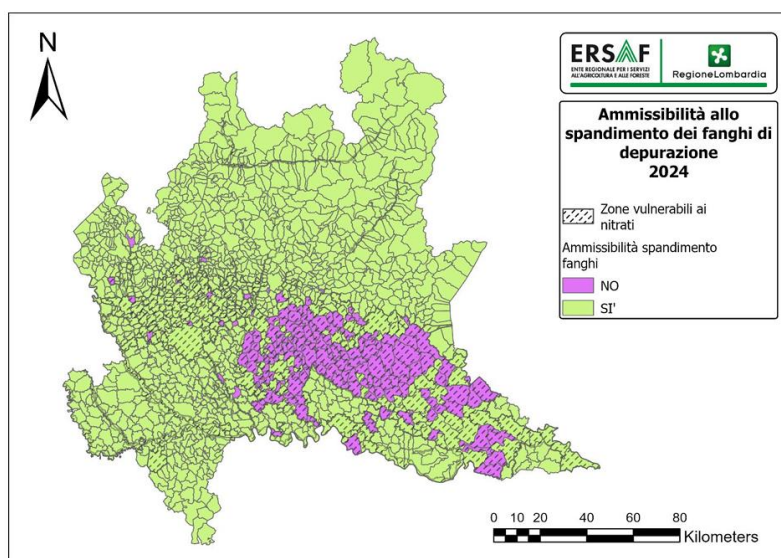 N
ERSAF
ENTE REGIONALE PER I SERVIZI
ALL'AGRICOLTURA E ALLE FORESTE
RegioneLombardia
Ammissibilità allo
spandimento dei fanghi di
depurazione
2024
Zone vulnerabili ai
nitrati
Ammissibilità spandimento
fanghi
NO
SI'
0 5 10 20 40 60 80
Kilometers